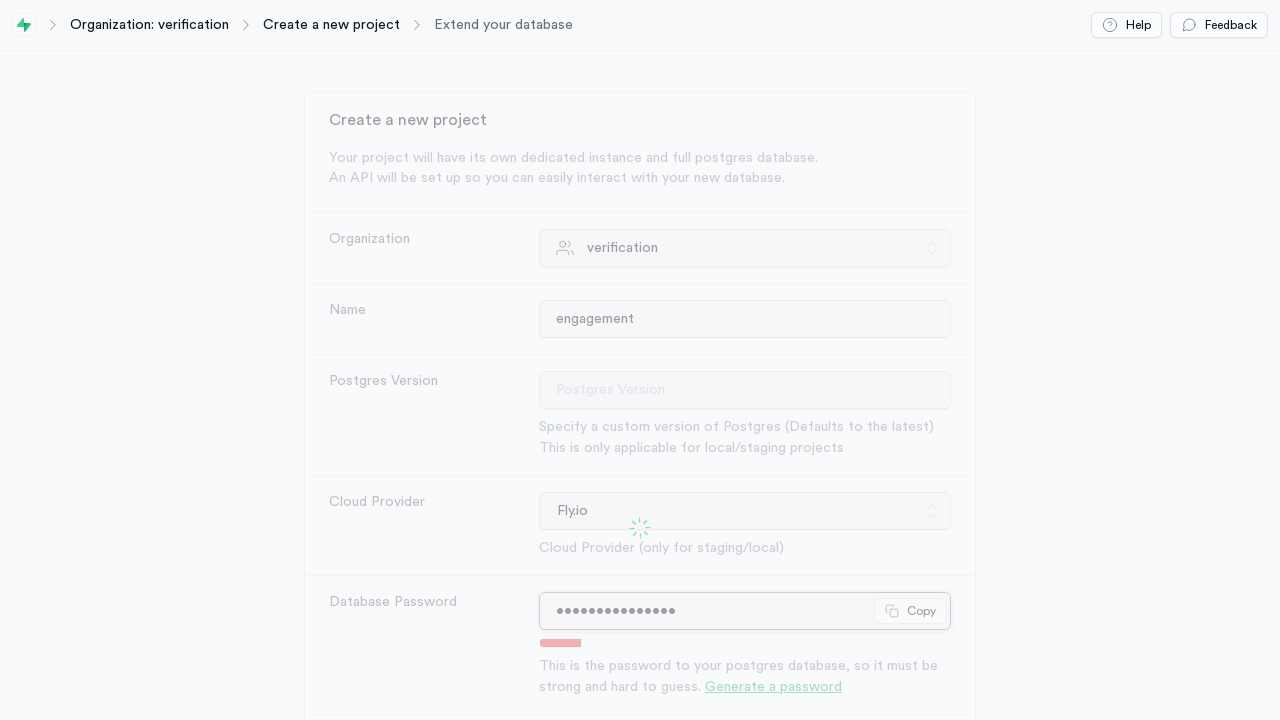 Organization: verification
Create a new project
Extend your database
Help
Feedback
Create a new project
Your project will have its own dedicated instance and full postgres database.
An API will be set up so you can easily interact with your new database.
Organization
verification
Name
engagement
Postgres Version
Postgres Version
Specify a custom version of Postgres (Defaults to the latest)
This is only applicable for local/staging projects
Cloud Provider
Fly.io
Cloud Provider (only for staging/local)
Database Password
•••••••••••••••
Copy
This is the password to your postgres database, so it must be
strong and hard to guess. Generate a password